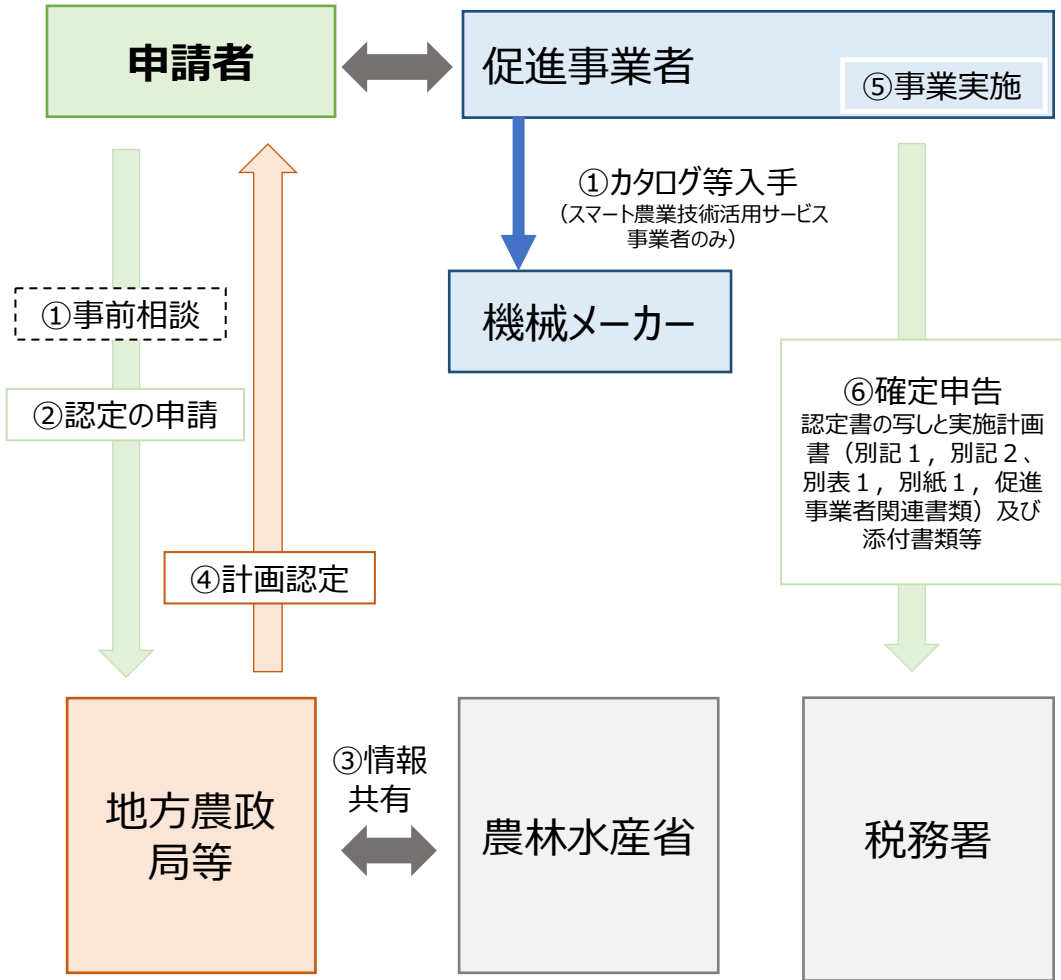 申請者
促進事業者
⑤事業実施
①カタログ等入手
（スマート農業技術活用サービス
事業者のみ）
①事前相談
機械メーカー
②認定の申請
⑥確定申告
認定書の写しと実施計画
書（別記１，別記２、
別表１，別紙１，促進
事業者関連書類）及び
添付書類等
④計画認定
③情報
共有
地方農政
局等
農林水産省
税務署